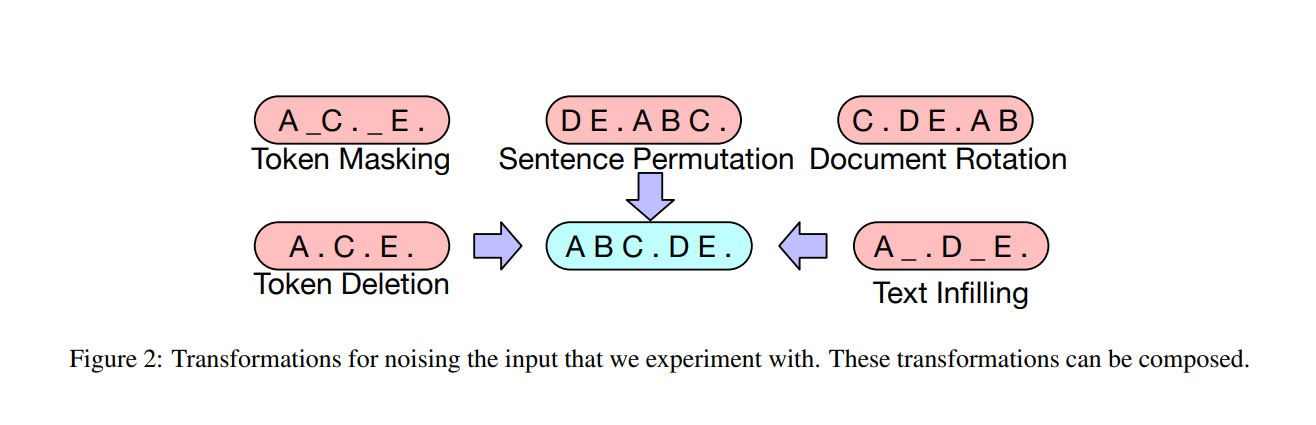 A _C . _ E .
D E . A B C .
C . D E . A B
Token Masking
Sentence Permutation
Document Rotation
A . C . E .
A B C . D E .
A _ . D _ E .
Token Deletion
Text Infilling
Figure 2: Transformations for noising the input that we experiment with. These transformations can be composed.